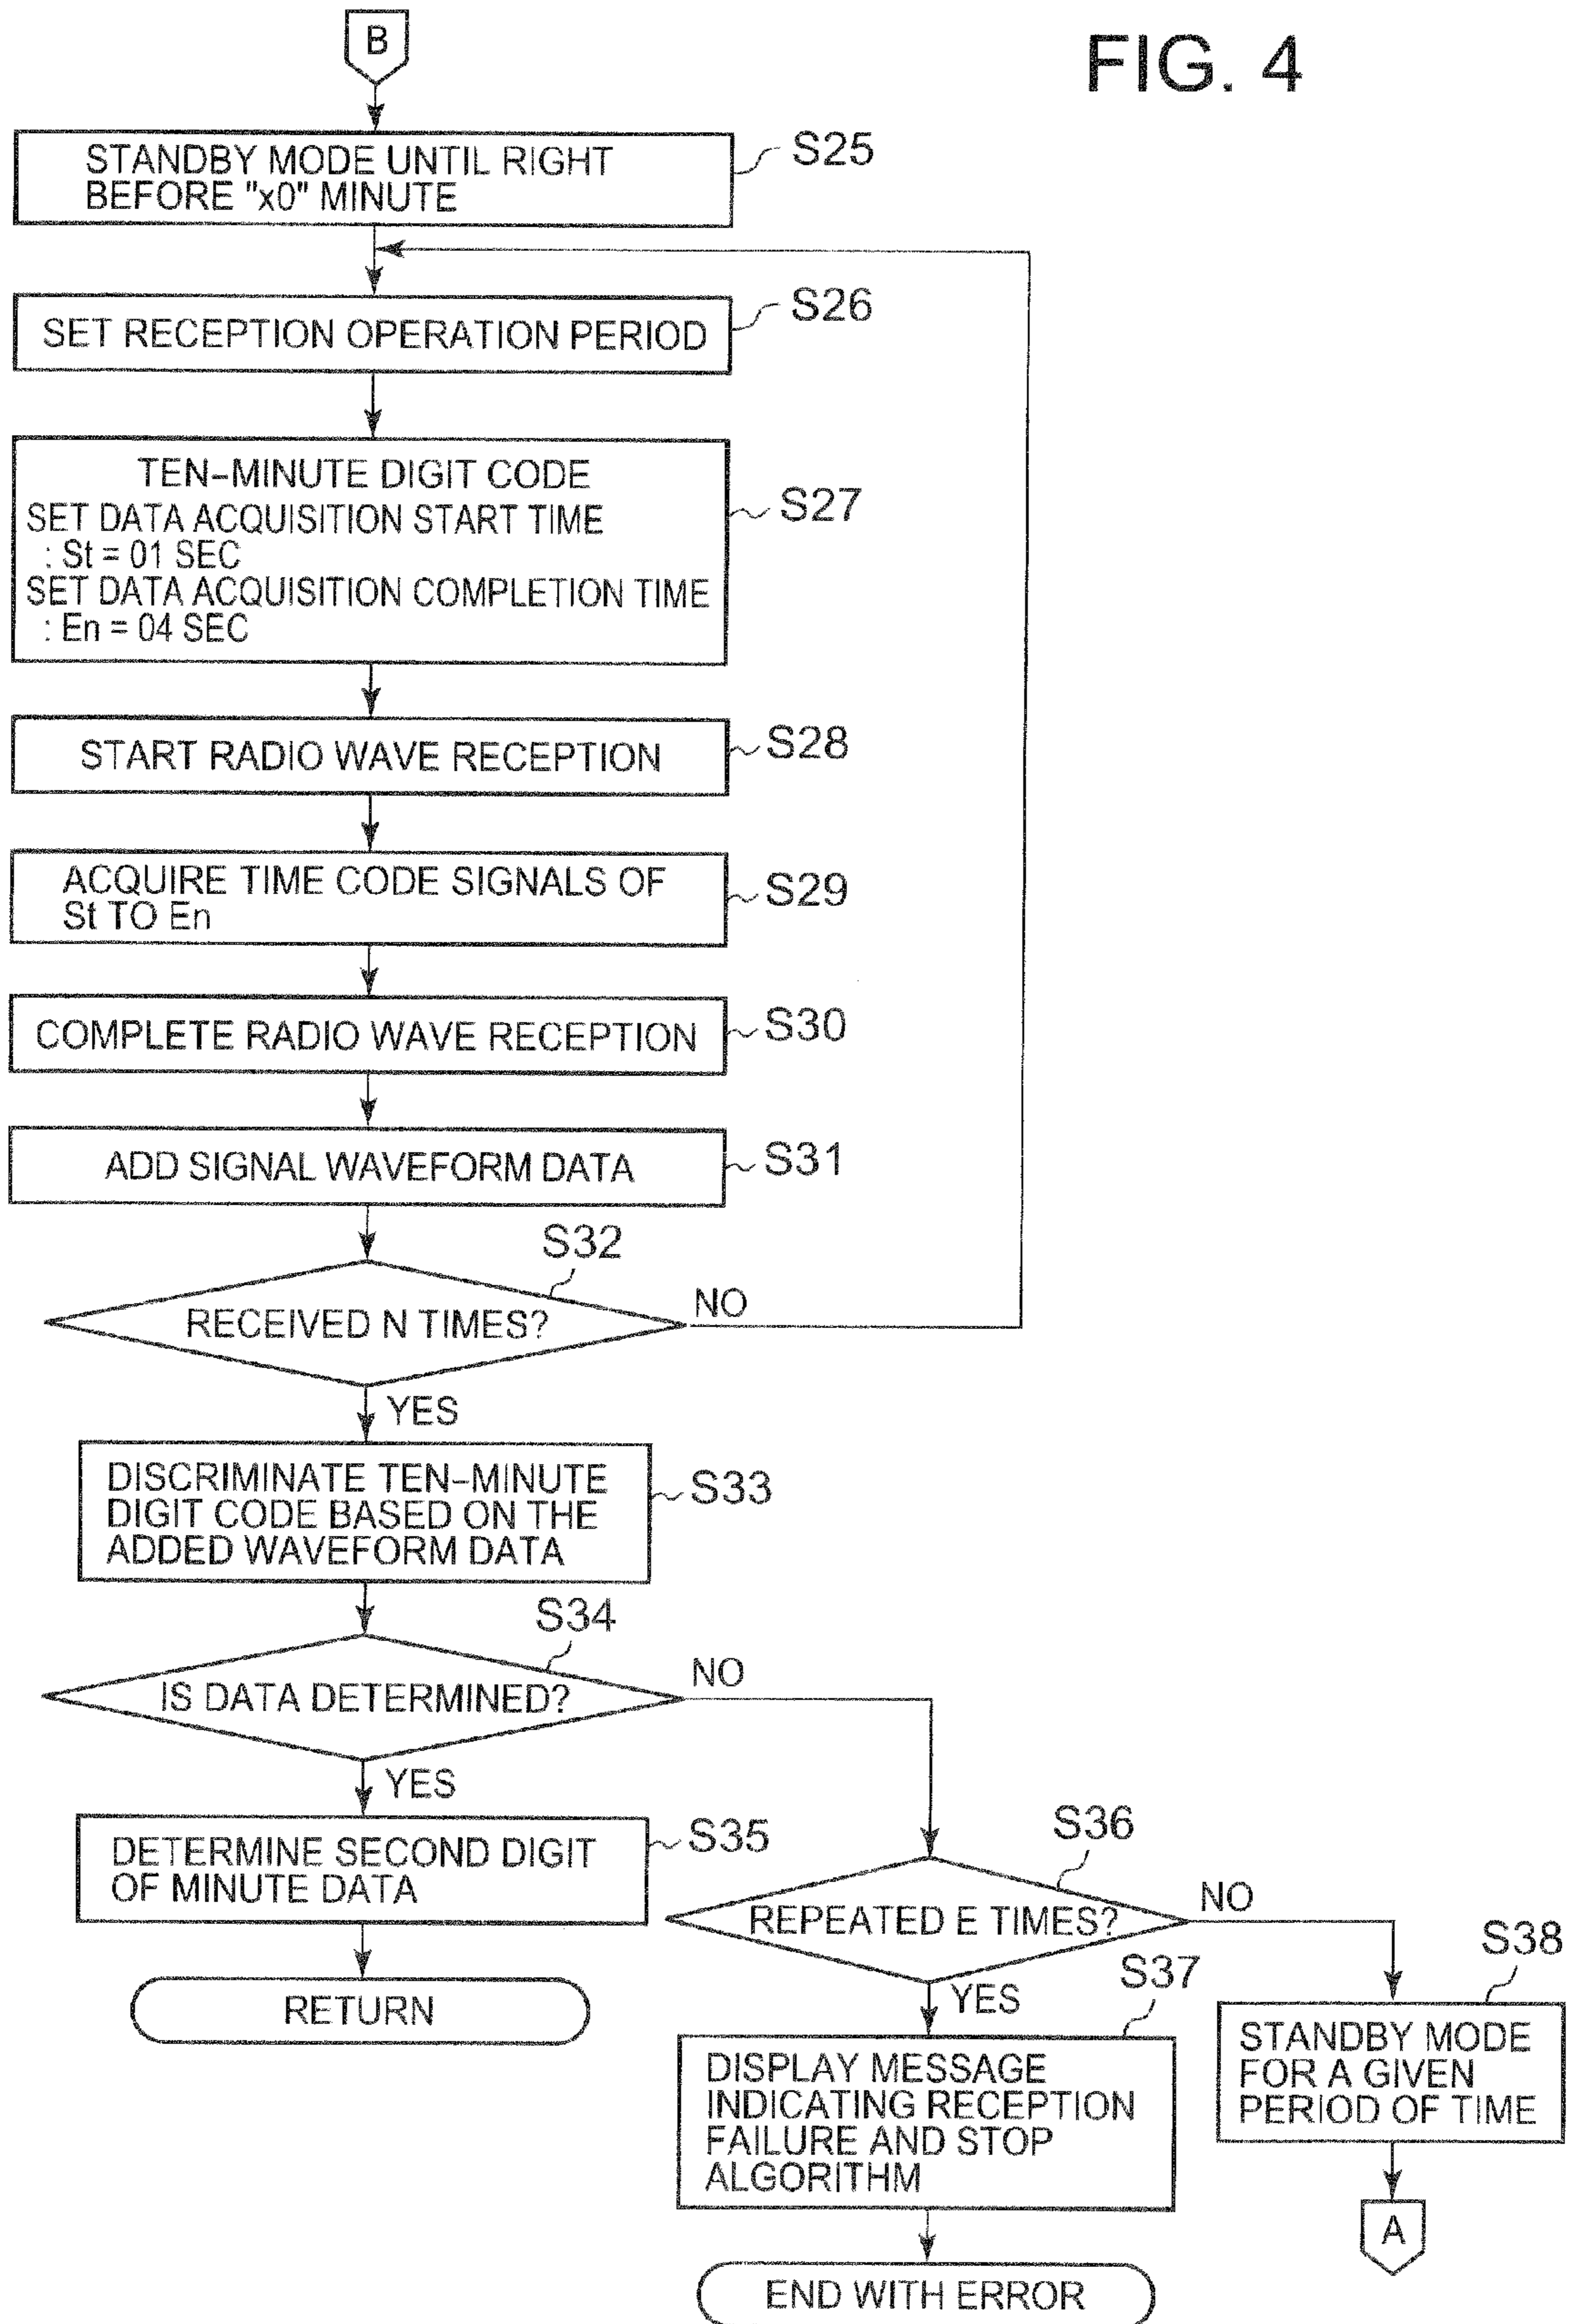 FIG. 4
B
STANDBY MODE UNTIL RIGHT
BEFORE "x0" MINUTE
S25
SET RECEPTION OPERATION PERIOD
S26
TEN-MINUTE DIGIT CODE
SET DATA ACQUISITION START TIME
: St = 01 SEC
SET DATA ACQUISITION COMPLETION TIME
: En = 04 SEC
S27
START RADIO WAVE RECEPTION
S28
ACQUIRE TIME CODE SIGNALS OF
St TO En
S29
COMPLETE RADIO WAVE RECEPTION
S30
ADD SIGNAL WAVEFORM DATA
S31
S32
RECEIVED N TIMES?
NO
YES
DISCRIMINATE TEN-MINUTE
DIGIT CODE BASED ON THE
ADDED WAVEFORM DATA
S33
S34
IS DATA DETERMINED?
NO
YES
DETERMINE SECOND DIGIT
OF MINUTE DATA
S35
RETURN
S36
REPEATED E TIMES?
NO
YES
S37
DISPLAY MESSAGE
INDICATING RECEPTION
FAILURE AND STOP
ALGORITHM
END WITH ERROR
S38
STANDBY MODE
FOR A GIVEN
PERIOD OF TIME
A